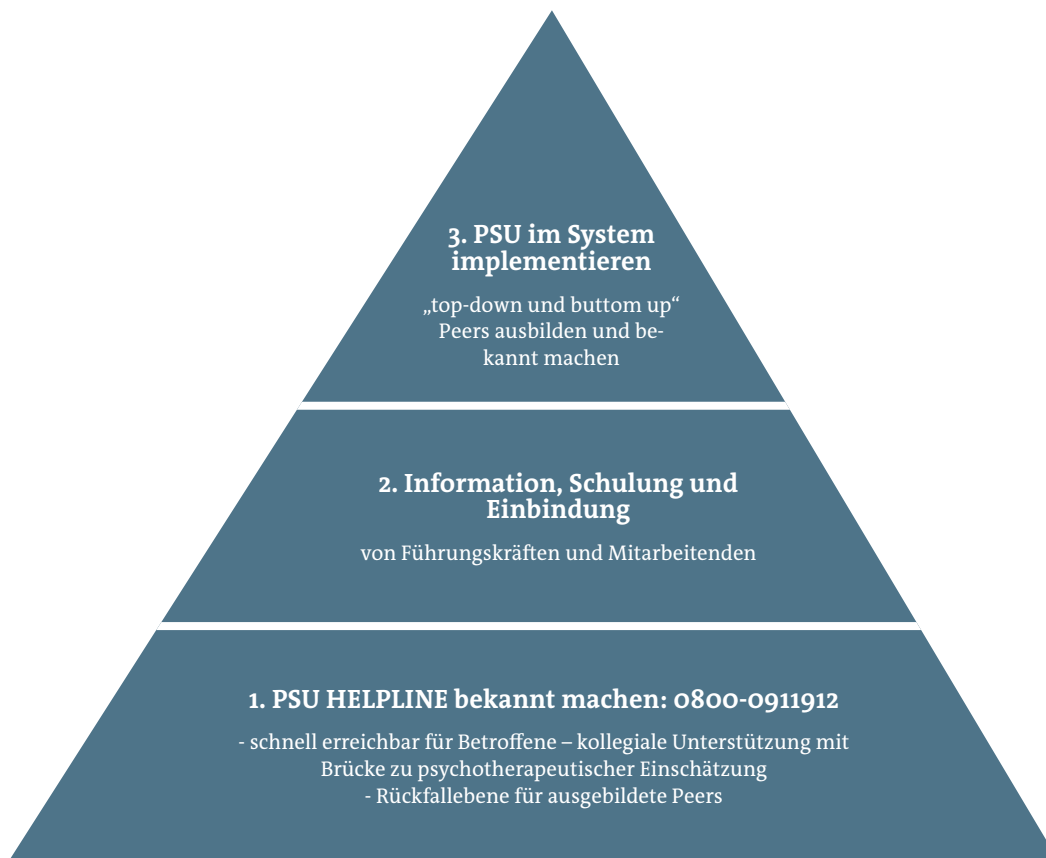 3. PSU im System
implementieren
„top-down und buttom up“
Peers ausbilden und be-
kannt machen
2. Information, Schulung und
Einbindung
von Führungskräften und Mitarbeitenden
1. PSU HELPLINE bekannt machen: 0800-0911912
- schnell erreichbar für Betroffene – kollegiale Unterstützung mit
Brücke zu psychotherapeutischer Einschätzung
- Rückfallebene für ausgebildete Peers